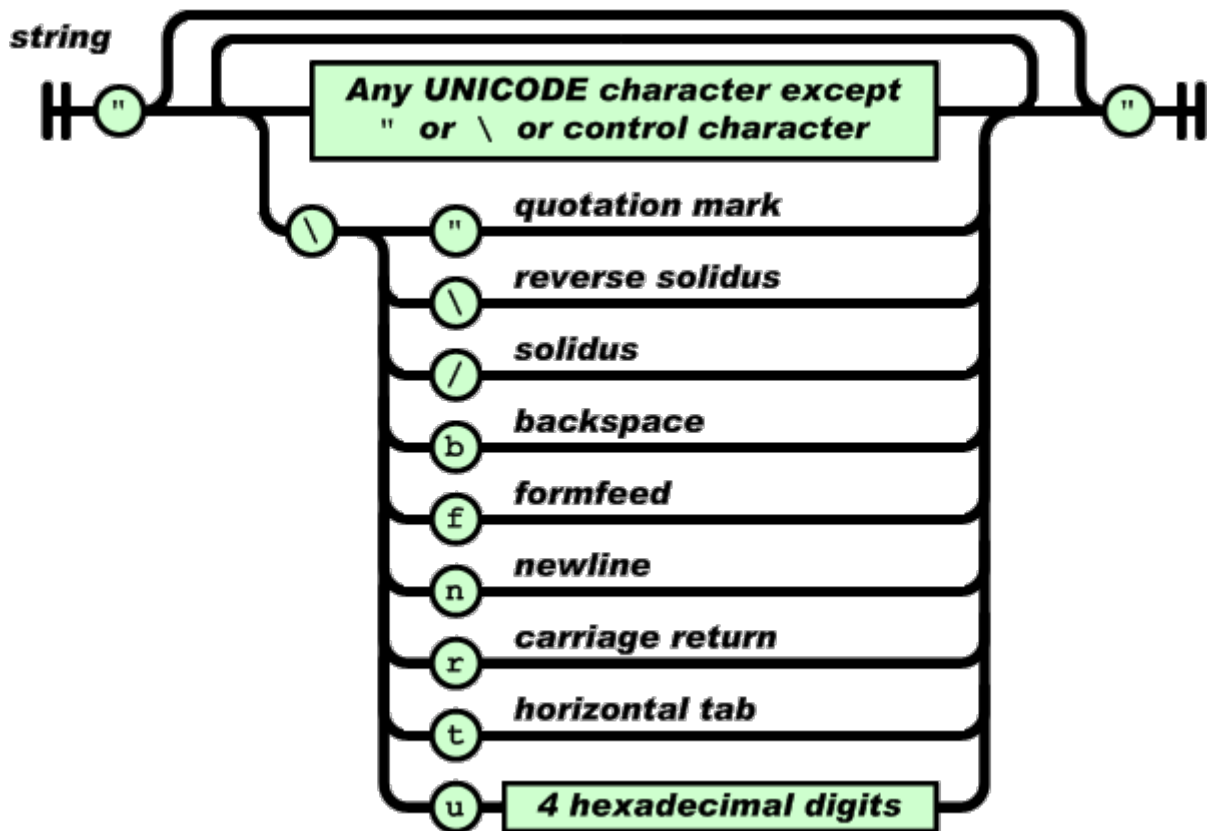 string
"
Any UNICODE character except
" or \ or control character
"
\
" quotation mark
\ reverse solidus
/ solidus
b backspace
f formfeed
n newline
r carriage return
t horizontal tab
u 4 hexadecimal digits